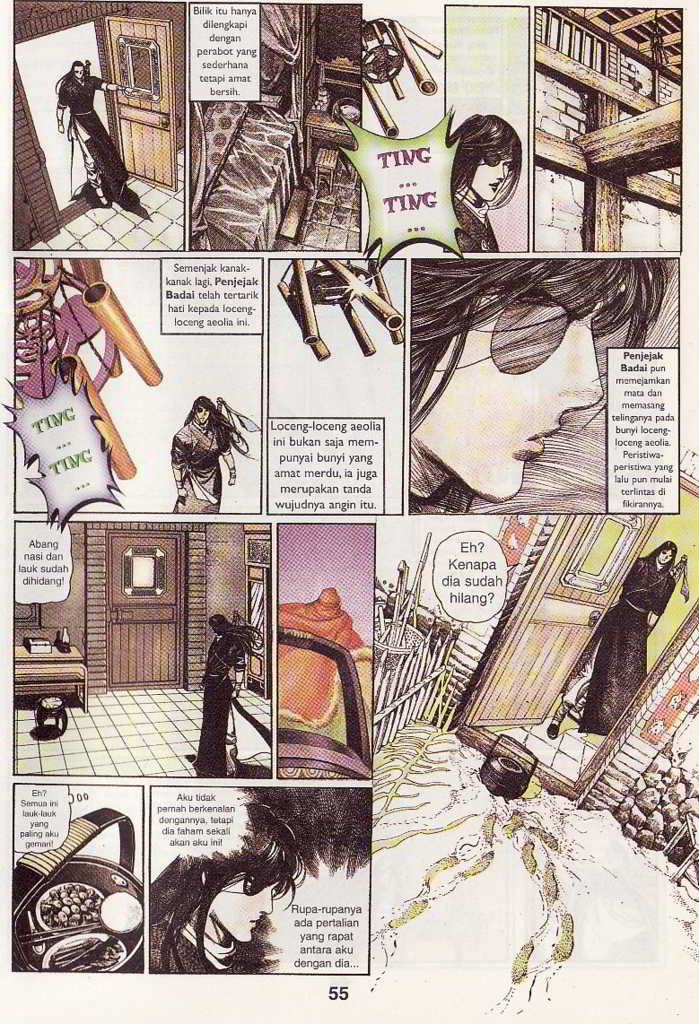 Bilik itu hanya
dilengkapi
dengan
perabot yang
sederhana
tetapi amat
bersih.
TING
...
TING
...
Semenjak kanak-
kanak lagi, Penjejak
Badai telah tertarik
hati kepada loceng-
loceng aeolia ini.
TING
...
TING
...
Loceng-loceng aeolia
ini bukan saja mem-
punyai bunyi yang
amat merdu, ia juga
merupakan tanda
wujudnya angin itu.
Penjejak
Badai pun
memejamkan
mata dan
memasang
telinganya pada
bunyi loceng-
loceng aeolia.
Peristiwa-
peristiwa yang
lalu pun mulai
terlintas di
fikirannya.
Abang
nasi dan
lauk sudah
dihidang!
Eh?
Kenapa
dia sudah
hilang?
Eh?
Semua ini
lauk-lauk
yang
paling aku
gemari!
Aku tidak
pernah berkenalan
dengannya, tetapi
dia faham sekali
akan aku ini!
Rupa-rupanya
ada pertalian
yang rapat
antara aku
dengan dia...
55